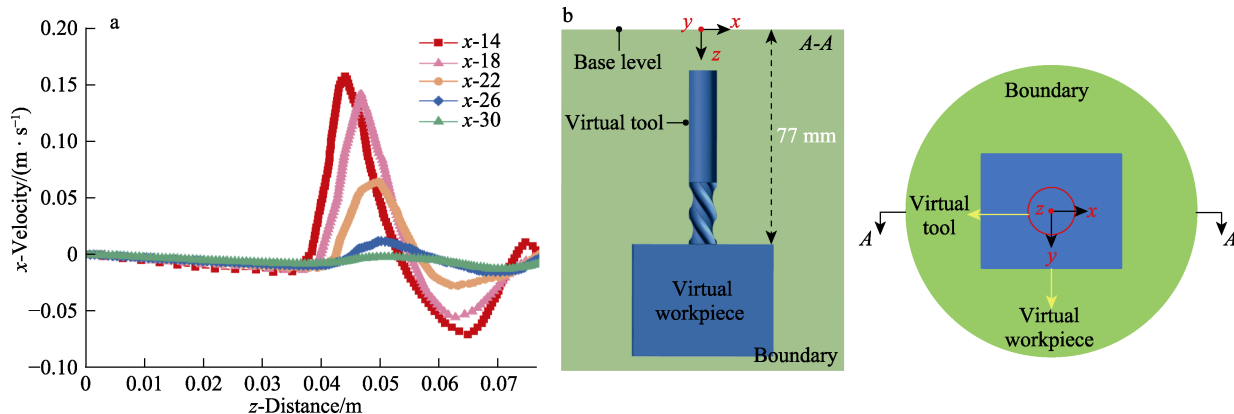 a
x-Velocity/(m · s⁻¹)
0.20
0.15
0.10
0.05
0
−0.05
−0.10
x-14
x-18
x-22
x-26
x-30
0
0.01
0.02
0.03
0.04
0.05
0.06
0.07
z-Distance/m
b
y
x
z
A-A
Base level
Virtual tool
77 mm
Virtual
workpiece
Boundary
Boundary
Virtual
tool
z
x
y
A
A
Virtual
workpiece